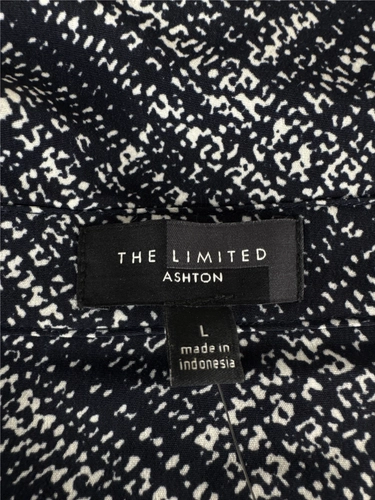 THE LIMITED
ASHTON
L
made in
indonesia